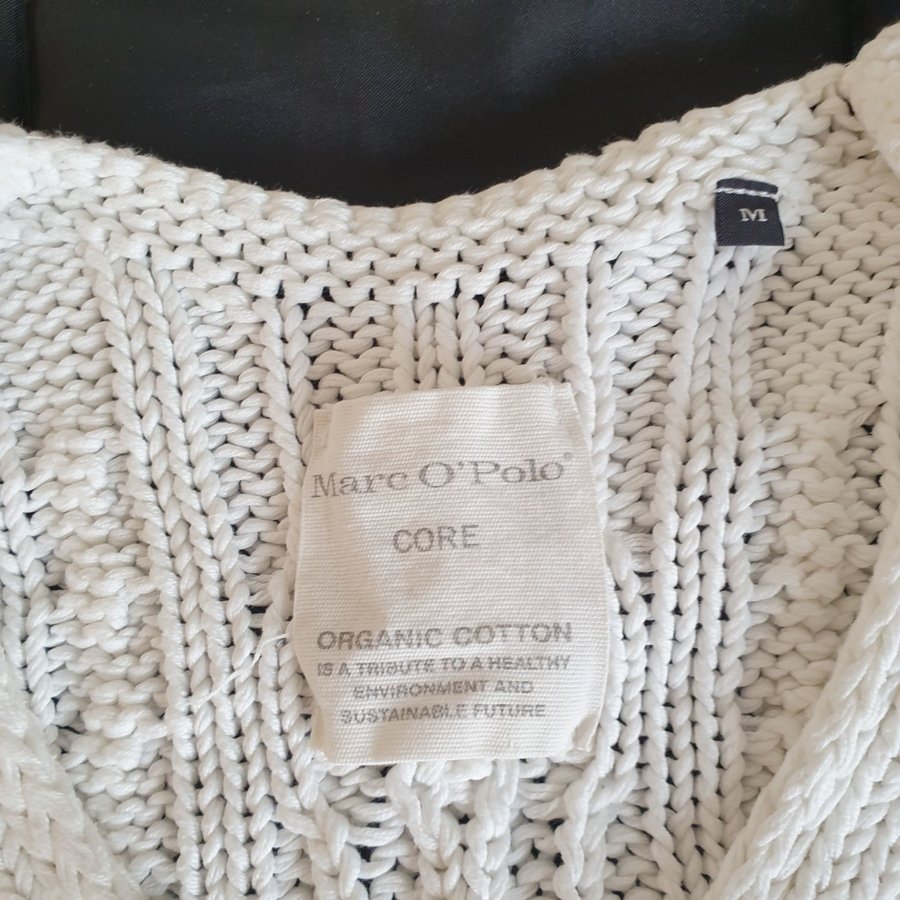 M
Marc O'Polo®
CORE
ORGANIC COTTON
IS A TRIBUTE TO A HEALTHY
ENVIRONMENT AND
SUSTAINABLE FUTURE